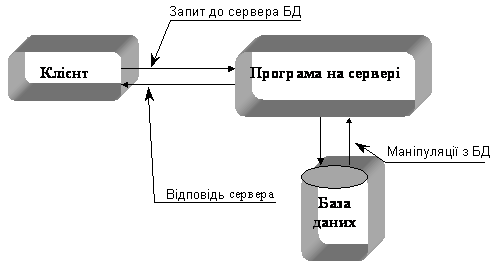 Запит до сервера БД
Клієнт
Програма на сервері
Маніпуляції з БД
Відповідь сервера
База
даних